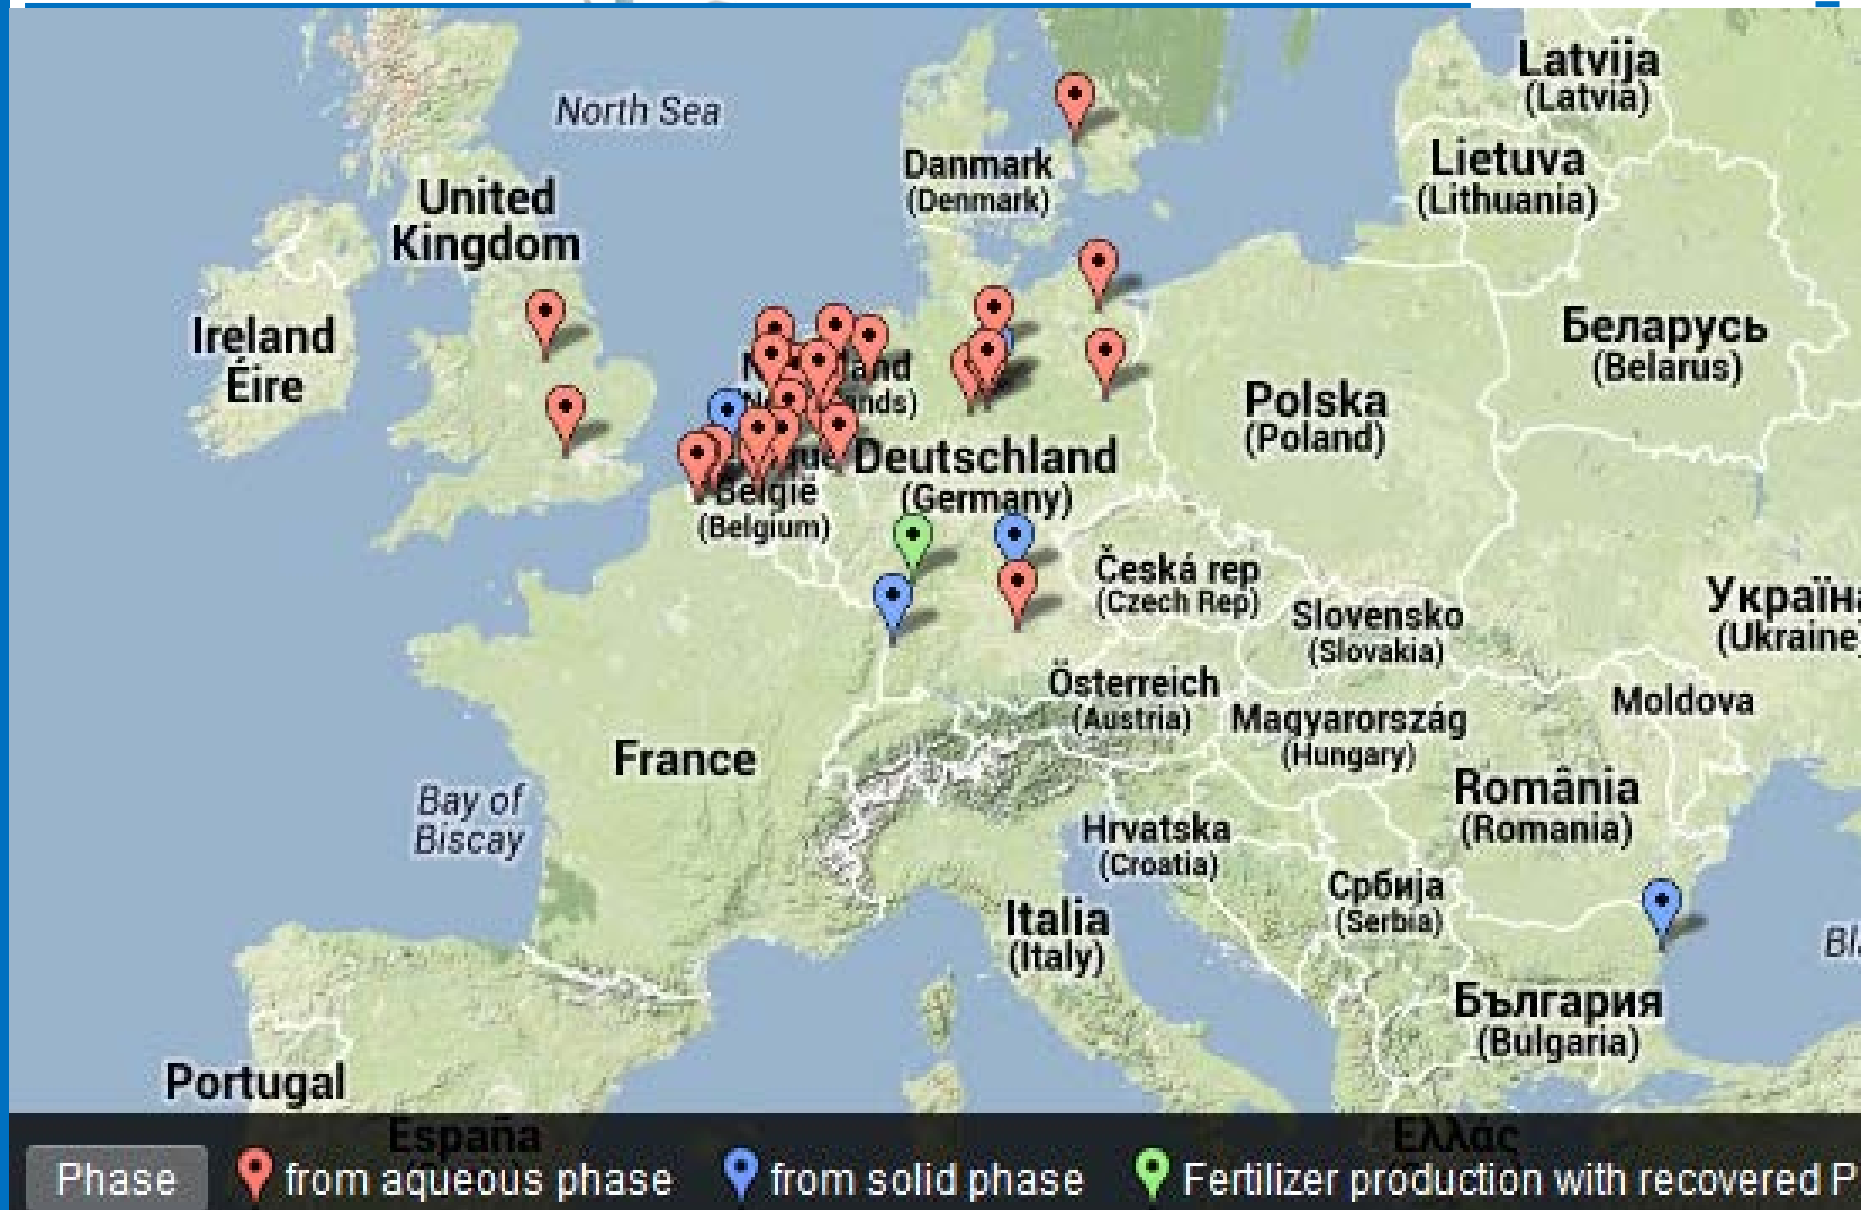 Latvija
(Latvia)
North Sea
Danmark
(Denmark)
Lietuva
(Lithuania)
United
Kingdom
Ireland
Éire
Беларусь
(Belarus)
Polska
(Poland)
Deutschland
(Germany)
België
(Belgium)
Česká rep
(Czech Rep)
Slovensko
(Slovakia)
(Ukraine
Österreich
(Austria)
Magyarország
(Hungary)
Moldova
France
Bay of
Biscay
România
(Romania)
Hrvatska
(Croatia)
Србија
(Serbia)
Italia
(Italy)
България
(Bulgaria)
Portugal
España
Ελλάς
Phase
from aqueous phase
from solid phase
Fertilizer production with recovered P